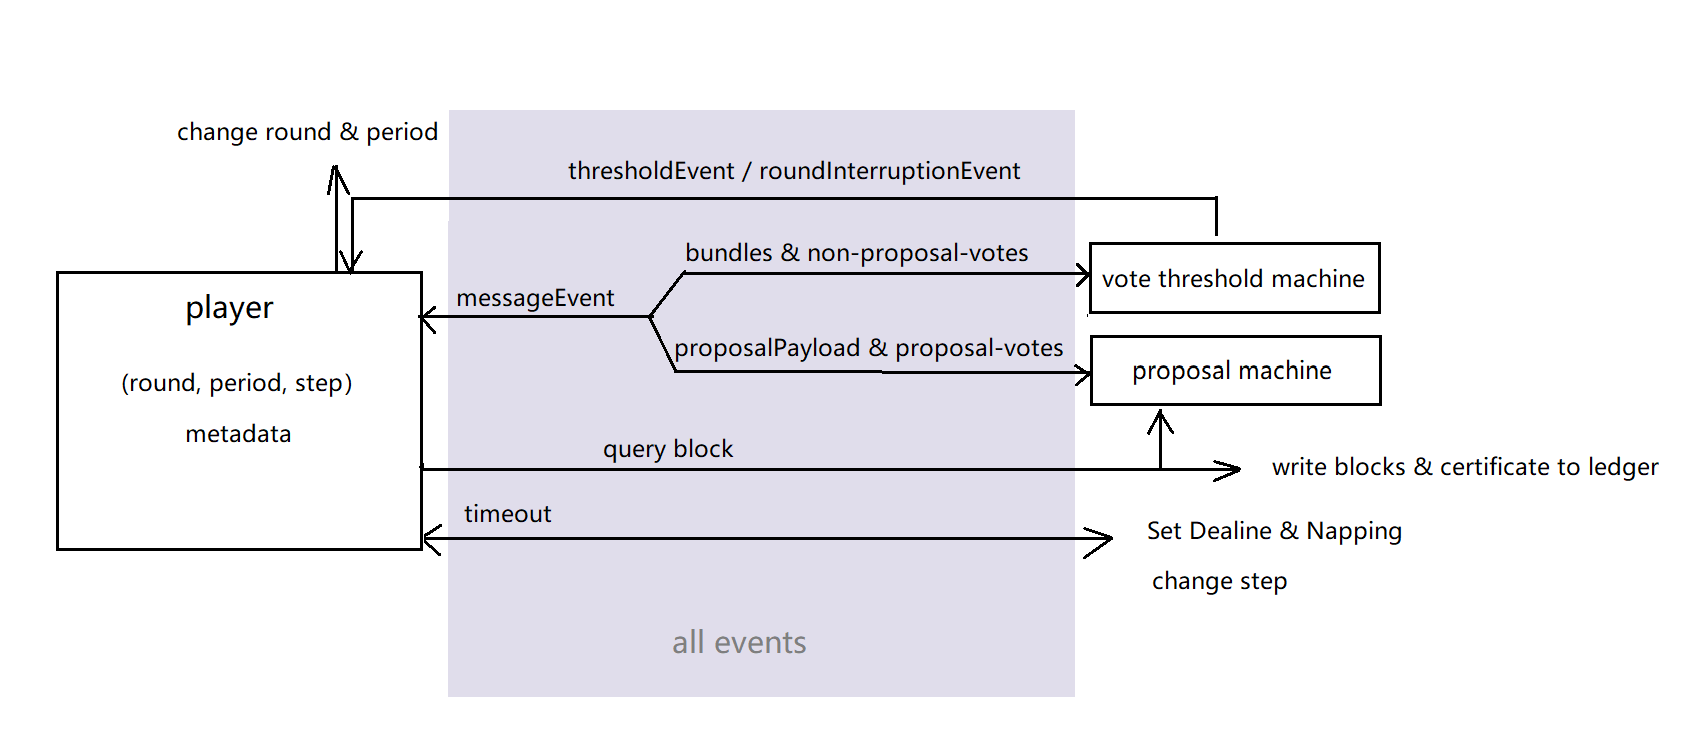 change round & period
thresholdEvent / roundInterruptionEvent
bundles & non-proposal-votes
vote threshold machine
messageEvent
player
proposalPayload & proposal-votes
proposal machine
(round, period, step)
metadata
query block
write blocks & certificate to ledger
timeout
Set Dealine & Napping
change step
all events